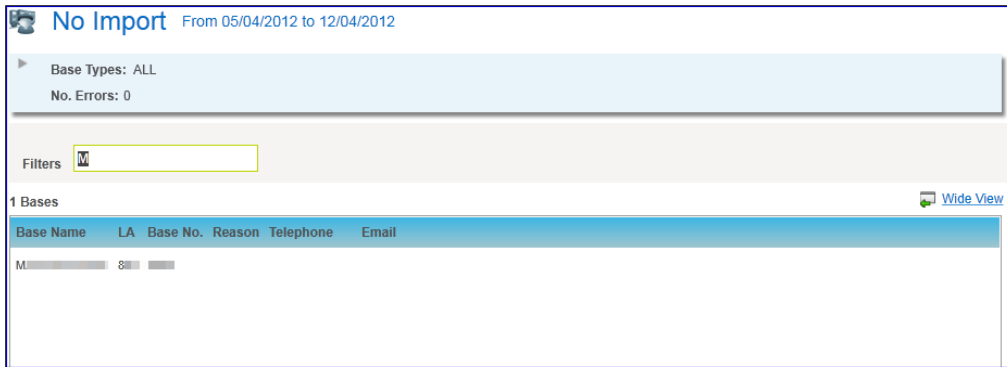 No Import From 05/04/2012 to 12/04/2012
Base Types: ALL
No. Errors: 0
Filters M
1 Bases Wide View
Base Name LA Base No. Reason Telephone Email
M 8